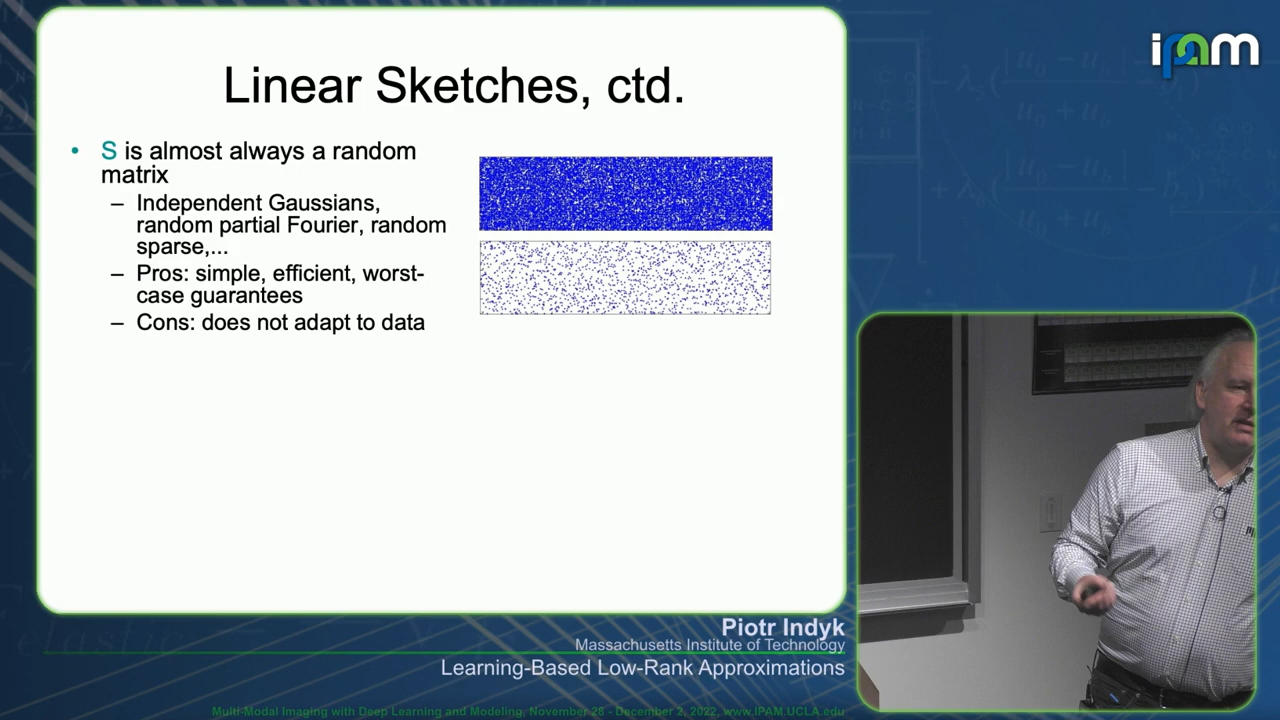 ipam
Linear Sketches, ctd.
• S is almost always a random
matrix
– Independent Gaussians,
random partial Fourier, random
sparse,...
– Pros: simple, efficient, worst-
case guarantees
– Cons: does not adapt to data
Piotr Indyk
Massachusetts Institute of Technology
Learning-Based Low-Rank Approximations
Multi-Modal Imaging with Deep Learning and Modeling, November 28 - December 2, 2022, www.IPAM.UCLA.edu